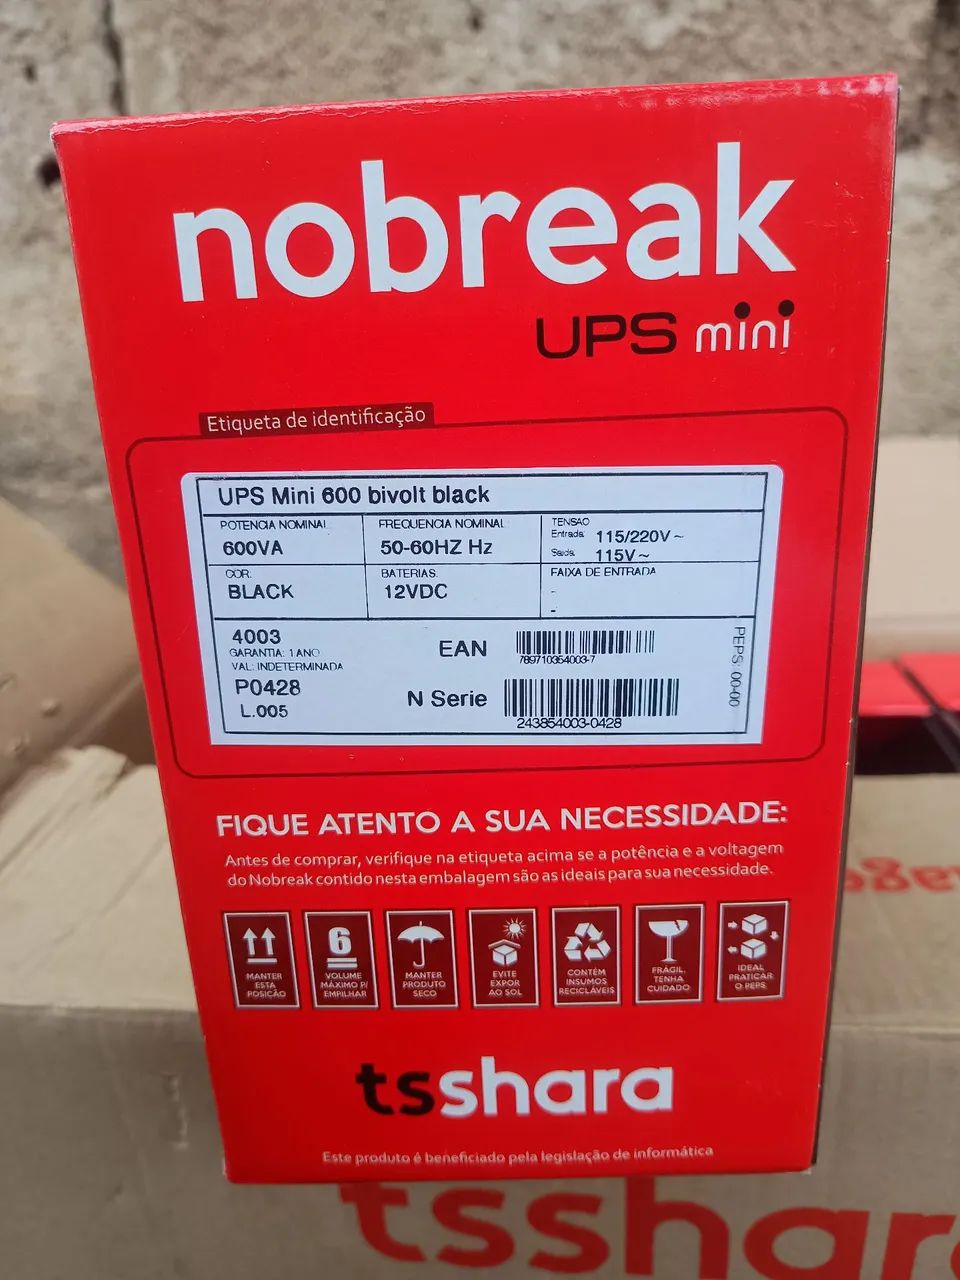 nobreak
UPS mini
Etiqueta de identificação
UPS Mini 600 bivolt black
POTENCIA NOMINAL
600VA
FREQUENCIA NOMINAL
50-60HZ Hz
TENSAO
Entrada: 115/220V ~
Saida: 115V ~
COR:
BLACK
BATERIAS:
12VDC
FAIXA DE ENTRADA
-
-
4003
GARANTIA: 1 ANO
VAL: INDETERMINADA
P0428
L.005
EAN
789710354003-7
N Serie
243854003-0428
PEPS: 00-00
FIQUE ATENTO A SUA NECESSIDADE:
Antes de comprar, verifique na etiqueta acima se a potência e a voltagem
do Nobreak contido nesta embalagem são as ideais para sua necessidade.
MANTER
ESTA
POSIÇÃO
6
VOLUME
MÁXIMO P/
EMPILHAR
MANTER
PRODUTO
SECO
EVITE
EXPOR
AO SOL
CONTÉM
INSUMOS
RECICLÁVEIS
FRÁGIL,
TENHA
CUIDADO
IDEAL
PRATICAR
O PEPS
tsshara
Este produto é beneficiado pela legislação de informática
tsshar